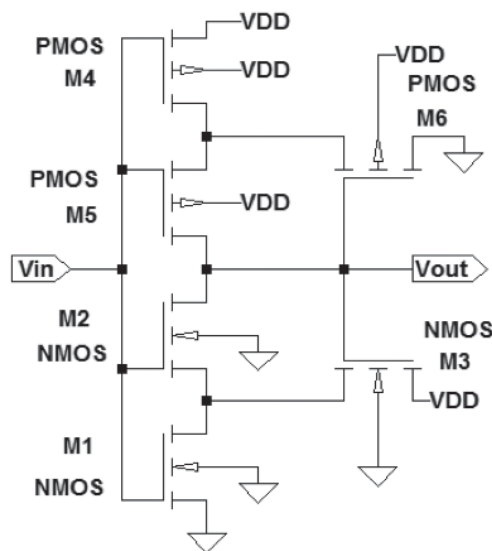 VDD
PMOS
VDD
M4
VDD
PMOS
M6
PMOS
M5
VDD
Vin
Vout
M2
NMOS
NMOS
M3
VDD
M1
NMOS